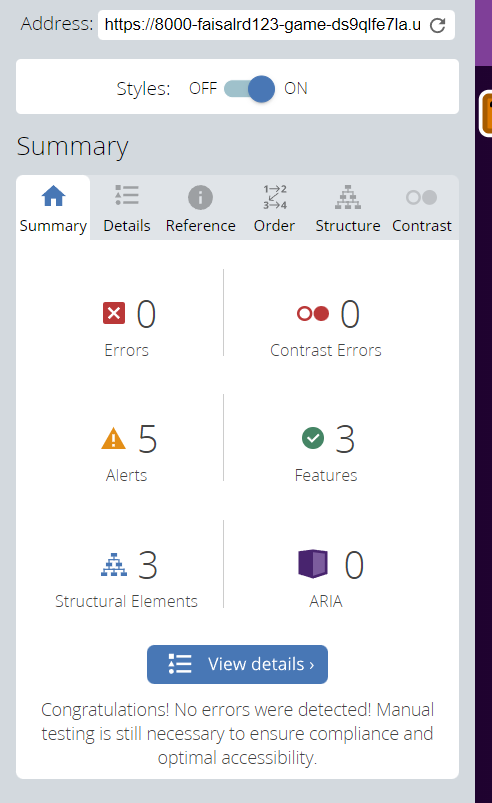 Address: https://8000-faisalrd123-game-ds9qlfe7la.u
Styles: OFF ON
Summary
1→2
3→4
Summary Details Reference Order Structure Contrast
0 0
Errors Contrast Errors
5 3
Alerts Features
3 0
Structural Elements ARIA
View details ›
Congratulations! No errors were detected! Manual
testing is still necessary to ensure compliance and
optimal accessibility.